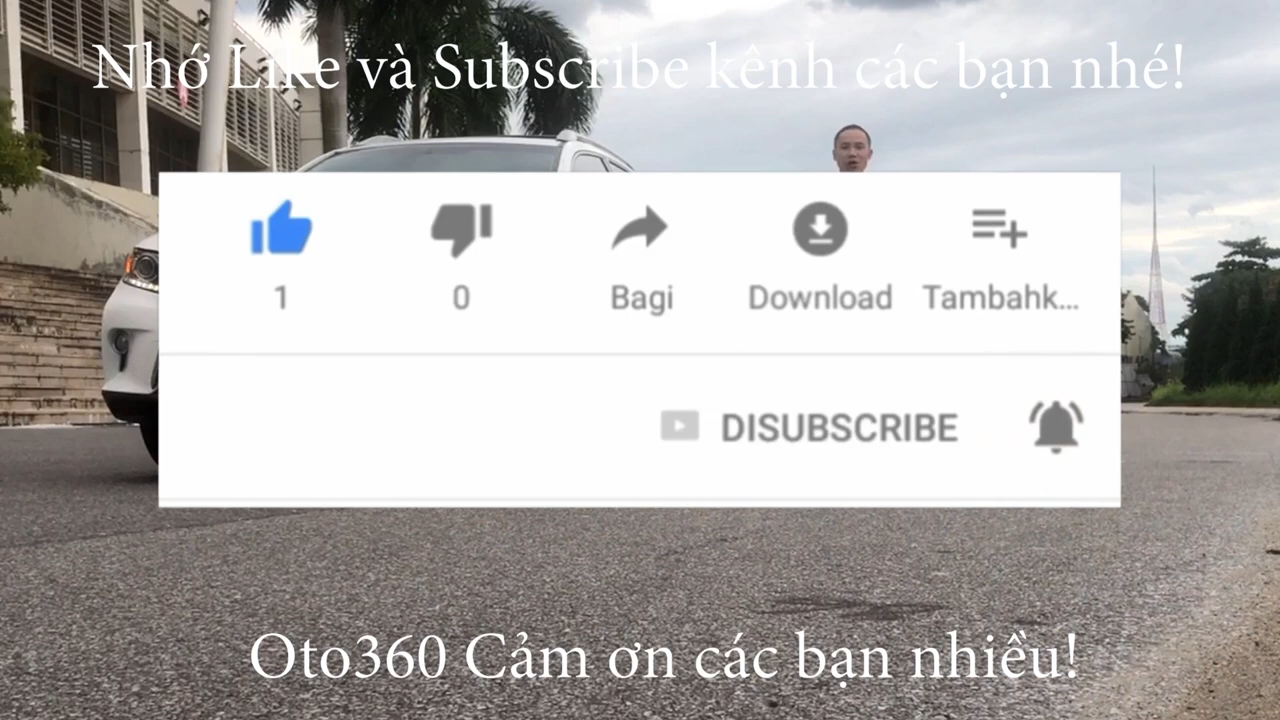 Nhớ Like và Subscribe kênh các bạn nhé!
1 0 Bagi Download Tambahk...
DISUBSCRIBE
Oto360 Cảm ơn các bạn nhiều!